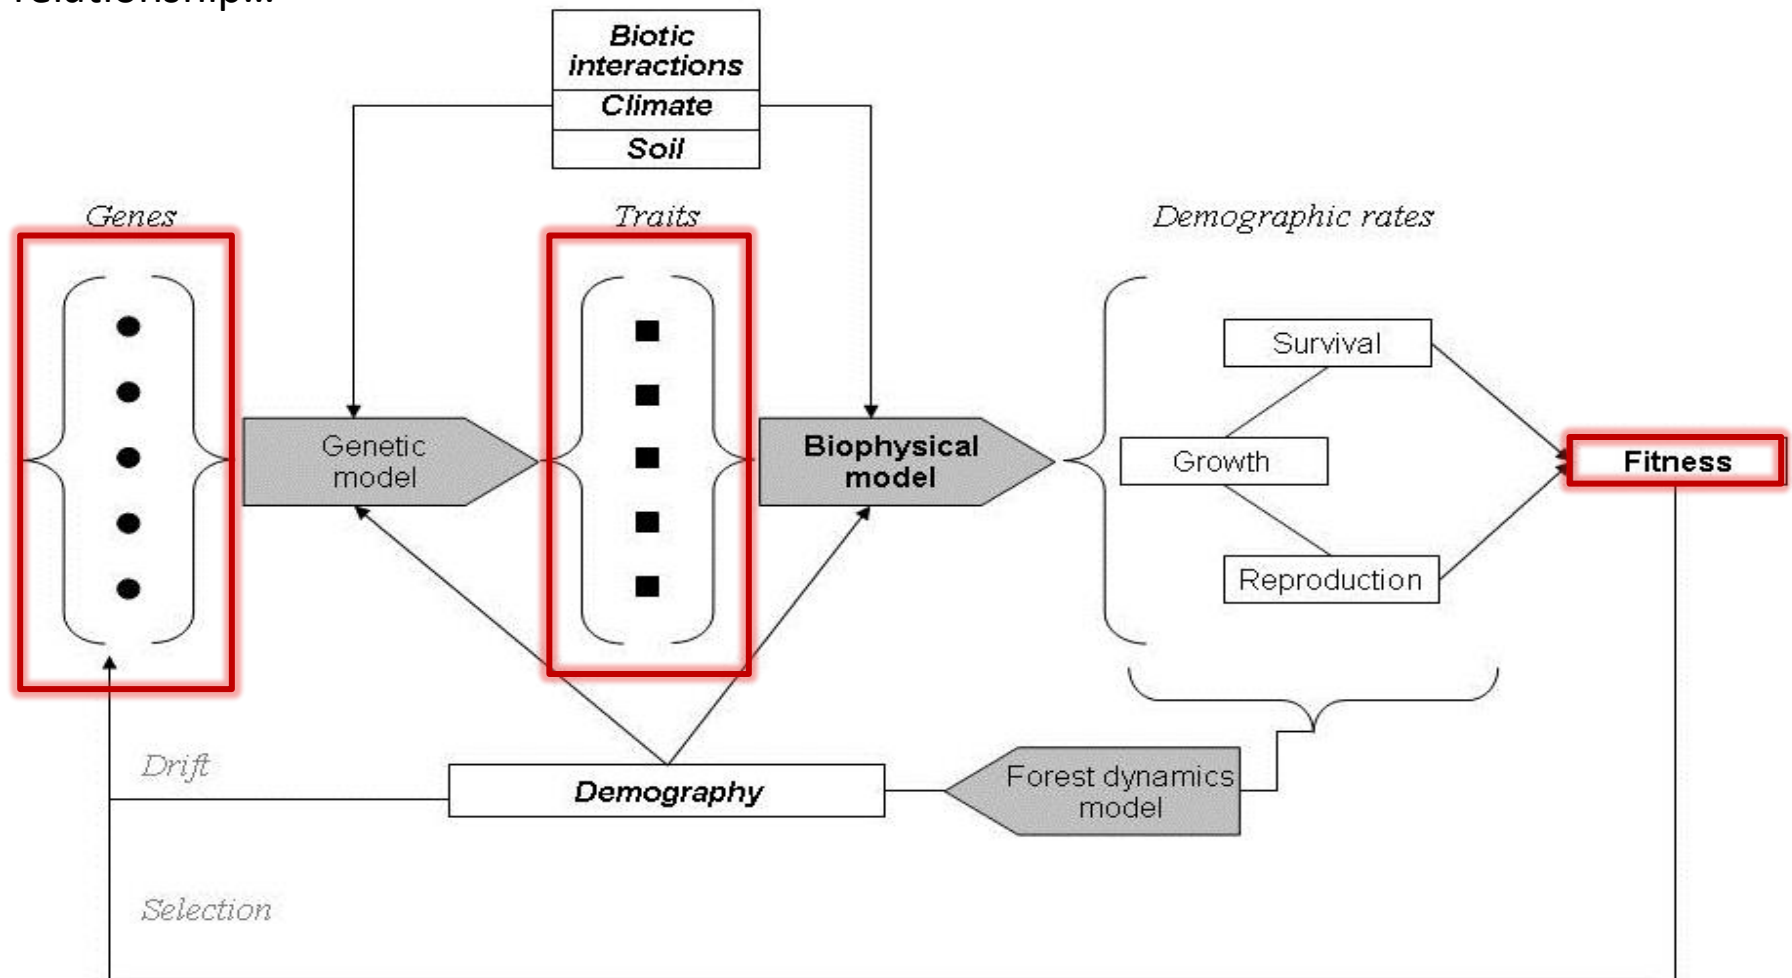 relationship...
Biotic
interactions
Climate
Soil
Genes
Traits
Demographic rates
Survival
Genetic
model
Biophysical
model
Growth
Fitness
Reproduction
Drift
Demography
Forest dynamics
model
Selection